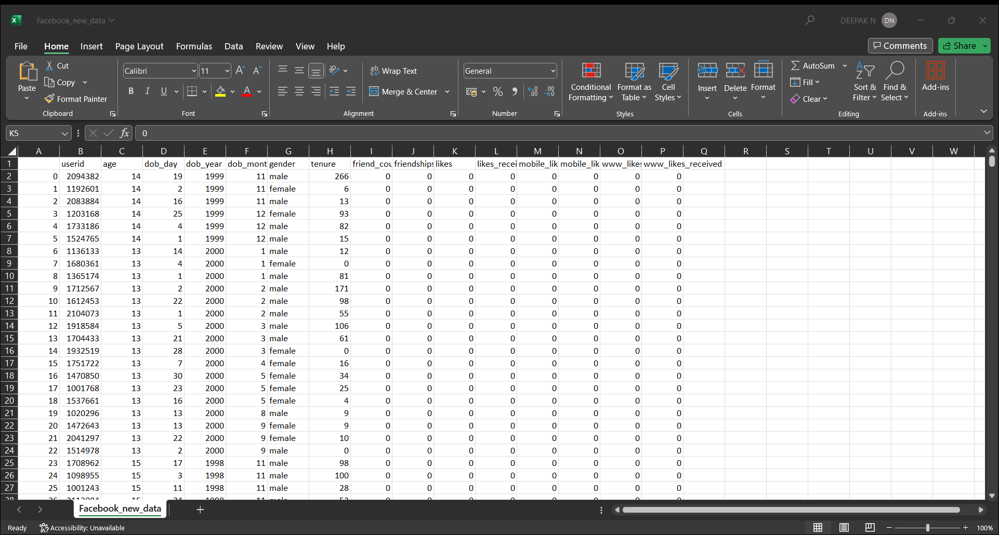 Facebook_new_data
DEEPAK N DN
File Home Insert Page Layout Formulas Data Review View Help Comments Share
Paste Cut Copy Format Painter Clipboard
Calibri 11 B I U A Font
Wrap Text Merge & Center Alignment
General % Number
Conditional Formatting Format as Table Cell Styles Styles
Insert Delete Format Cells
AutoSum Fill Clear Sort & Filter Find & Select Editing
Add-ins Add-ins
K5 fx 0
A B C D E F G H I J K L M N O P Q R S T U V W
1 userid age dob_day dob_year dob_mont gender tenure friend_cou friendships likes likes_recei mobile_lik mobile_lik www_likes www_likes_received
2 0 2094382 14 19 1999 11 male 266 0 0 0 0 0 0 0 0
3 1 1192601 14 2 1999 11 female 6 0 0 0 0 0 0 0 0
4 2 2083884 14 16 1999 11 male 13 0 0 0 0 0 0 0 0
5 3 1203168 14 25 1999 12 female 93 0 0 0 0 0 0 0 0
6 4 1733186 14 4 1999 12 male 82 0 0 0 0 0 0 0 0
7 5 1524765 14 1 1999 12 male 15 0 0 0 0 0 0 0 0
8 6 1136133 13 14 2000 1 male 12 0 0 0 0 0 0 0 0
9 7 1680361 13 4 2000 1 female 0 0 0 0 0 0 0 0 0
10 8 1365174 13 1 2000 1 male 81 0 0 0 0 0 0 0 0
11 9 1712567 13 2 2000 2 male 171 0 0 0 0 0 0 0 0
12 10 1612453 13 22 2000 2 male 98 0 0 0 0 0 0 0 0
13 11 2104073 13 1 2000 2 male 55 0 0 0 0 0 0 0 0
14 12 1918584 13 5 2000 3 male 106 0 0 0 0 0 0 0 0
15 13 1704433 13 21 2000 3 male 61 0 0 0 0 0 0 0 0
16 14 1932519 13 28 2000 3 female 0 0 0 0 0 0 0 0 0
17 15 1751722 13 7 2000 4 female 16 0 0 0 0 0 0 0 0
18 16 1470850 13 30 2000 5 female 34 0 0 0 0 0 0 0 0
19 17 1001768 13 23 2000 5 female 25 0 0 0 0 0 0 0 0
20 18 1537661 13 16 2000 5 female 4 0 0 0 0 0 0 0 0
21 19 1020296 13 13 2000 8 male 9 0 0 0 0 0 0 0 0
22 20 1472643 13 13 2000 9 female 9 0 0 0 0 0 0 0 0
23 21 2041297 13 22 2000 9 female 10 0 0 0 0 0 0 0 0
24 22 1514978 13 2 2000 9 male 0 0 0 0 0 0 0 0 0
25 23 1708962 15 17 1998 11 male 98 0 0 0 0 0 0 0 0
26 24 1098955 15 3 1998 11 male 100 0 0 0 0 0 0 0 0
27 25 1001243 15 11 1998 11 male 28 0 0 0 0 0 0 0 0
Facebook_new_data
Ready Accessibility: Unavailable 100%